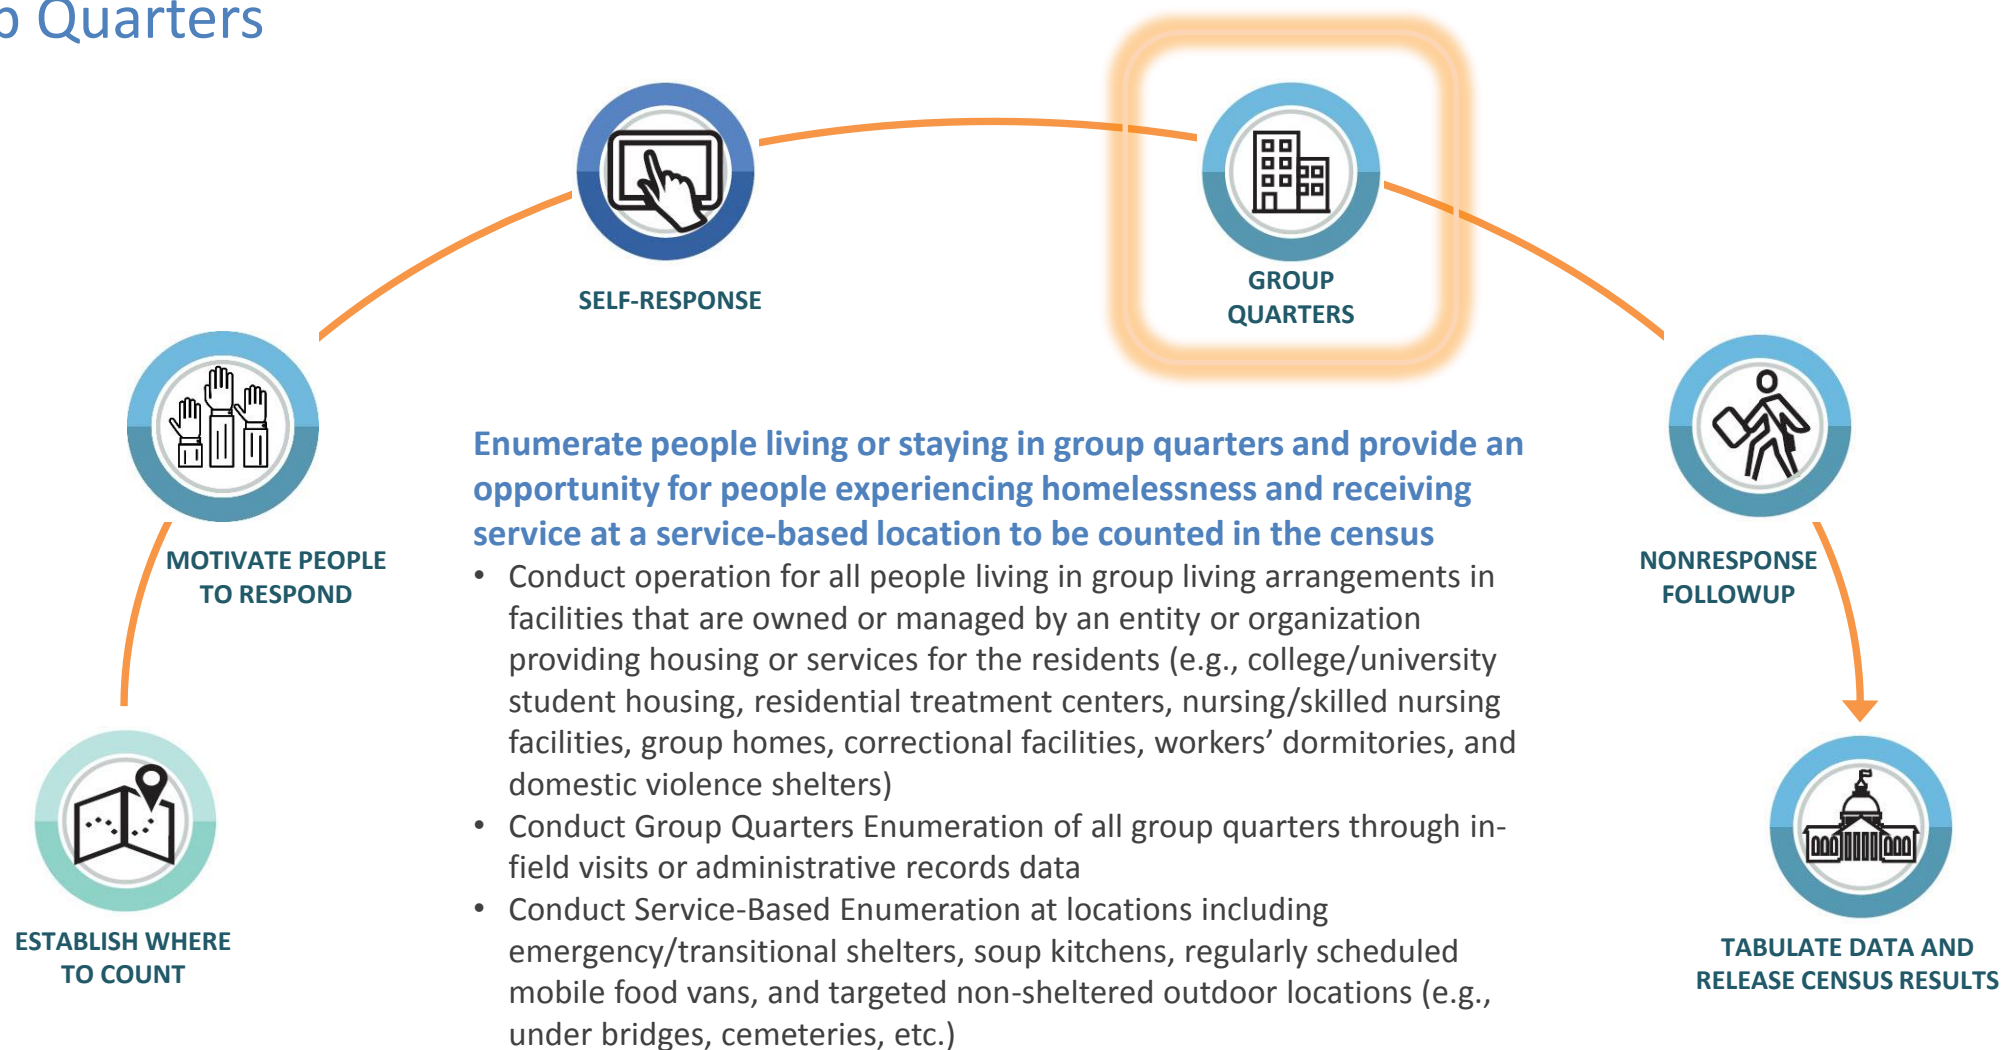 Quarters
SELF-RESPONSE
GROUP
QUARTERS
MOTIVATE PEOPLE
TO RESPOND
Enumerate people living or staying in group quarters and provide an
opportunity for people experiencing homelessness and receiving
service at a service-based location to be counted in the census
• Conduct operation for all people living in group living arrangements in
facilities that are owned or managed by an entity or organization
providing housing or services for the residents (e.g., college/university
student housing, residential treatment centers, nursing/skilled nursing
facilities, group homes, correctional facilities, workers’ dormitories, and
domestic violence shelters)
• Conduct Group Quarters Enumeration of all group quarters through in-
field visits or administrative records data
• Conduct Service-Based Enumeration at locations including
emergency/transitional shelters, soup kitchens, regularly scheduled
mobile food vans, and targeted non-sheltered outdoor locations (e.g.,
under bridges, cemeteries, etc.)
NONRESPONSE
FOLLOWUP
ESTABLISH WHERE
TO COUNT
TABULATE DATA AND
RELEASE CENSUS RESULTS